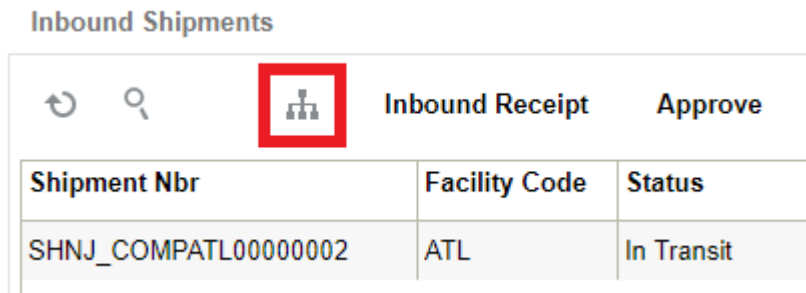 Inbound Shipments
Inbound Receipt Approve
Shipment Nbr Facility Code Status
SHNJ_COMPATL00000002 ATL In Transit